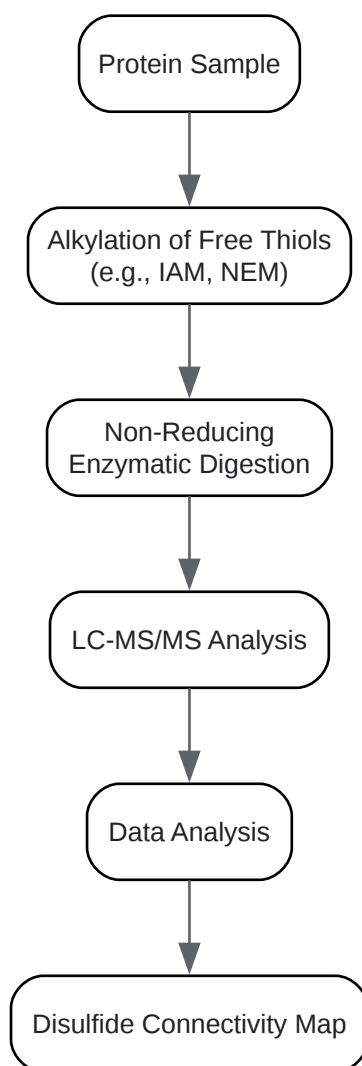 Protein Sample
Alkylation of Free Thiols
(e.g., IAM, NEM)
Non-Reducing
Enzymatic Digestion
LC-MS/MS Analysis
Data Analysis
Disulfide Connectivity Map